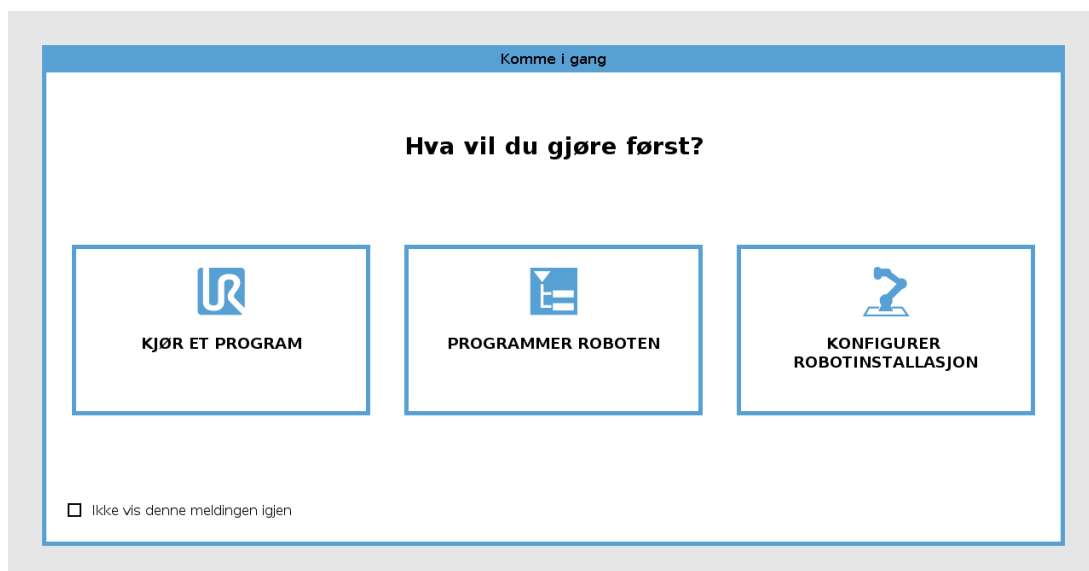 Komme i gang
Hva vil du gjøre først?
KJØR ET PROGRAM
PROGRAMMER ROBOTEN
KONFIGURER
ROBOTINSTALLASJON
Ikke vis denne meldingen igjen